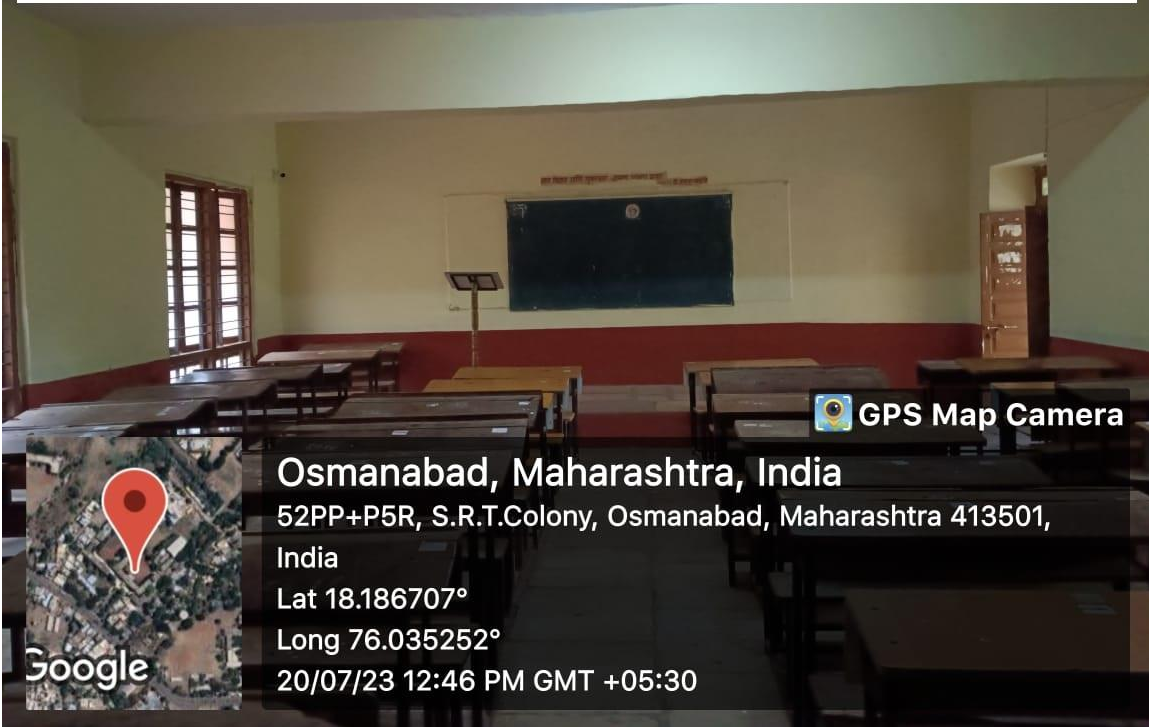 GPS Map Camera
Osmanabad, Maharashtra, India
52PP+P5R, S.R.T.Colony, Osmanabad, Maharashtra 413501,
India
Lat 18.186707°
Long 76.035252°
20/07/23 12:46 PM GMT +05:30
Google